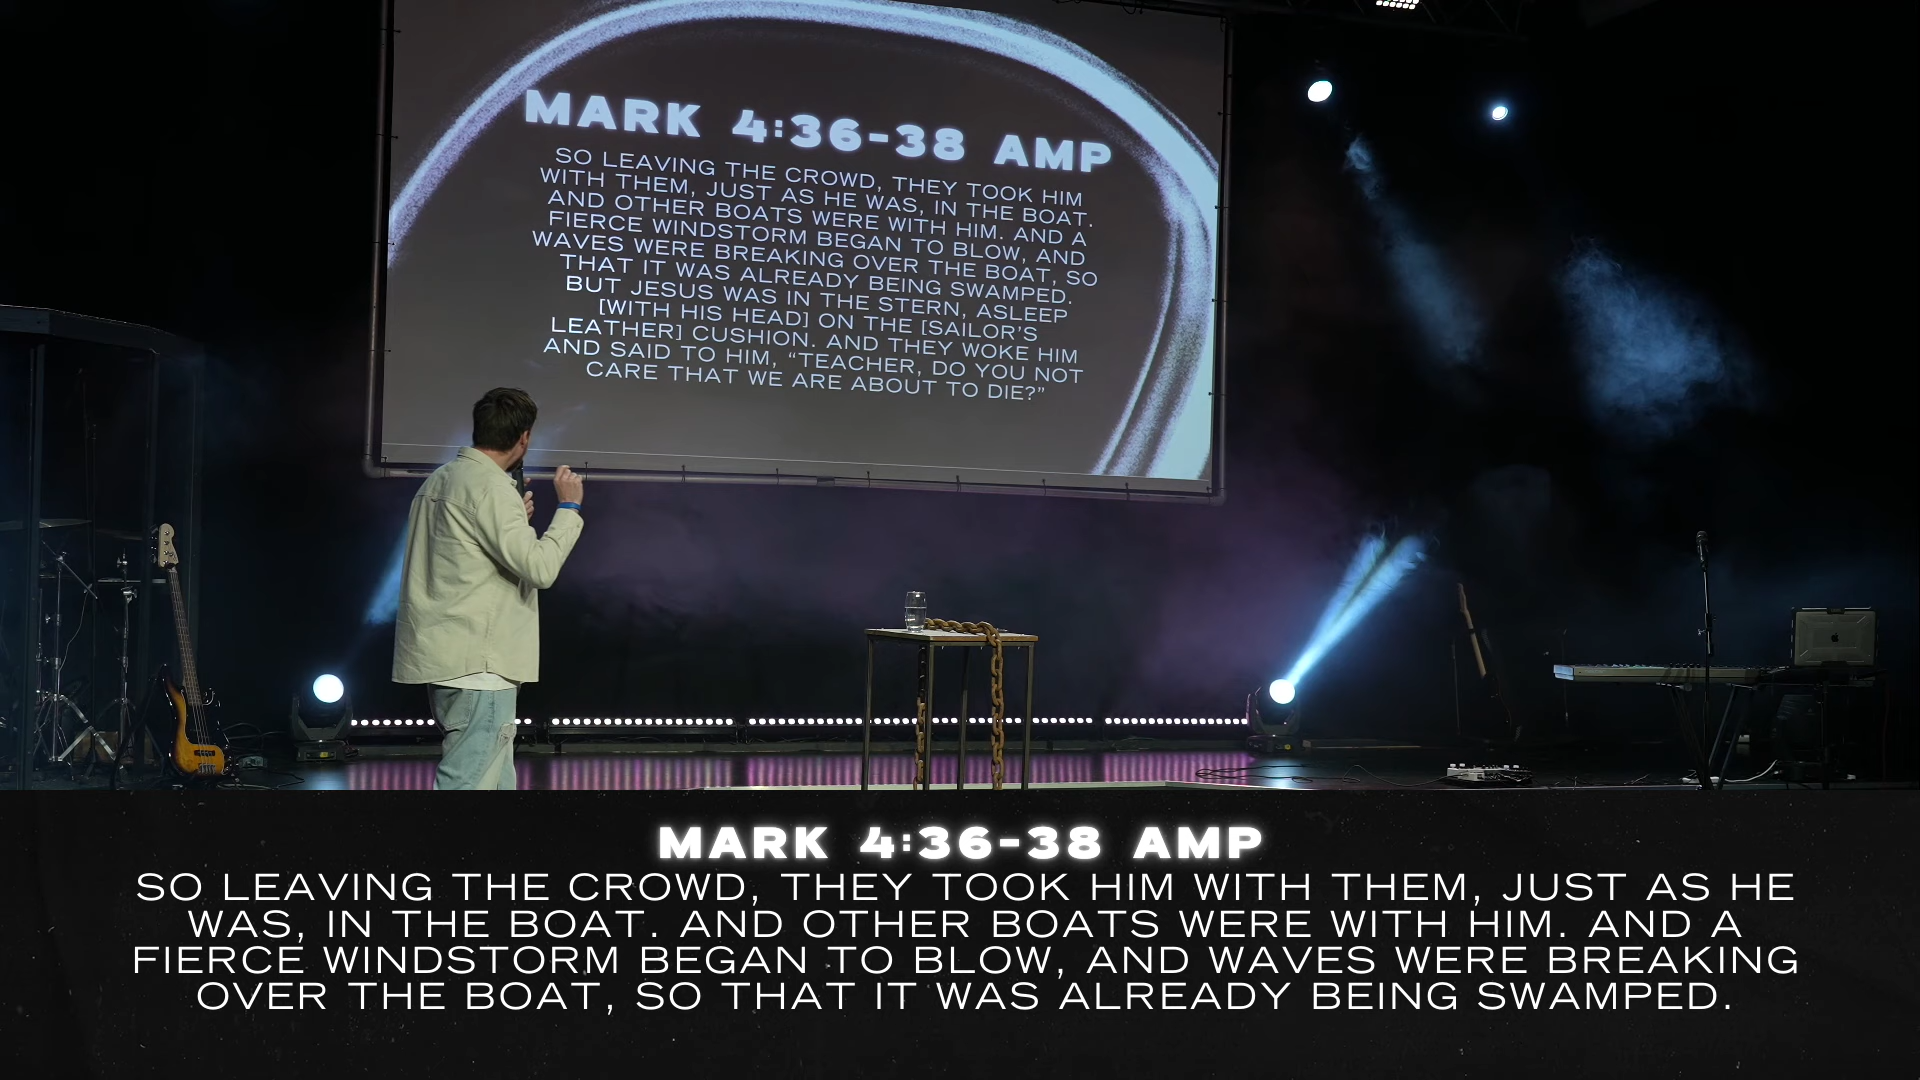 MARK 4:36-38 AMP
SO LEAVING THE CROWD, THEY TOOK HIM
WITH THEM, JUST AS HE WAS, IN THE BOAT.
AND OTHER BOATS WERE WITH HIM. AND A
FIERCE WINDSTORM BEGAN TO BLOW, AND
WAVES WERE BREAKING OVER THE BOAT, SO
THAT IT WAS ALREADY BEING SWAMPED.
BUT JESUS WAS IN THE STERN, ASLEEP
[WITH HIS HEAD] ON THE [SAILOR'S
LEATHER] CUSHION. AND THEY WOKE HIM
AND SAID TO HIM, “TEACHER, DO YOU NOT
CARE THAT WE ARE ABOUT TO DIE?”
MARK 4:36-38 AMP
SO LEAVING THE CROWD, THEY TOOK HIM WITH THEM, JUST AS HE
WAS, IN THE BOAT. AND OTHER BOATS WERE WITH HIM. AND A
FIERCE WINDSTORM BEGAN TO BLOW, AND WAVES WERE BREAKING
OVER THE BOAT, SO THAT IT WAS ALREADY BEING SWAMPED.